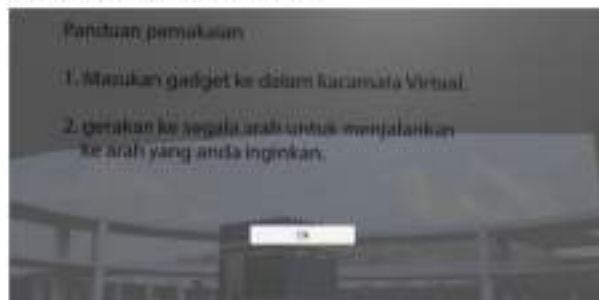 Panduan pemakaian
1. Masukan gadget ke dalam kacamata Virtual.
2. gerakan ke segala arah untuk menjalankan
ke arah yang anda inginkan.
Ok